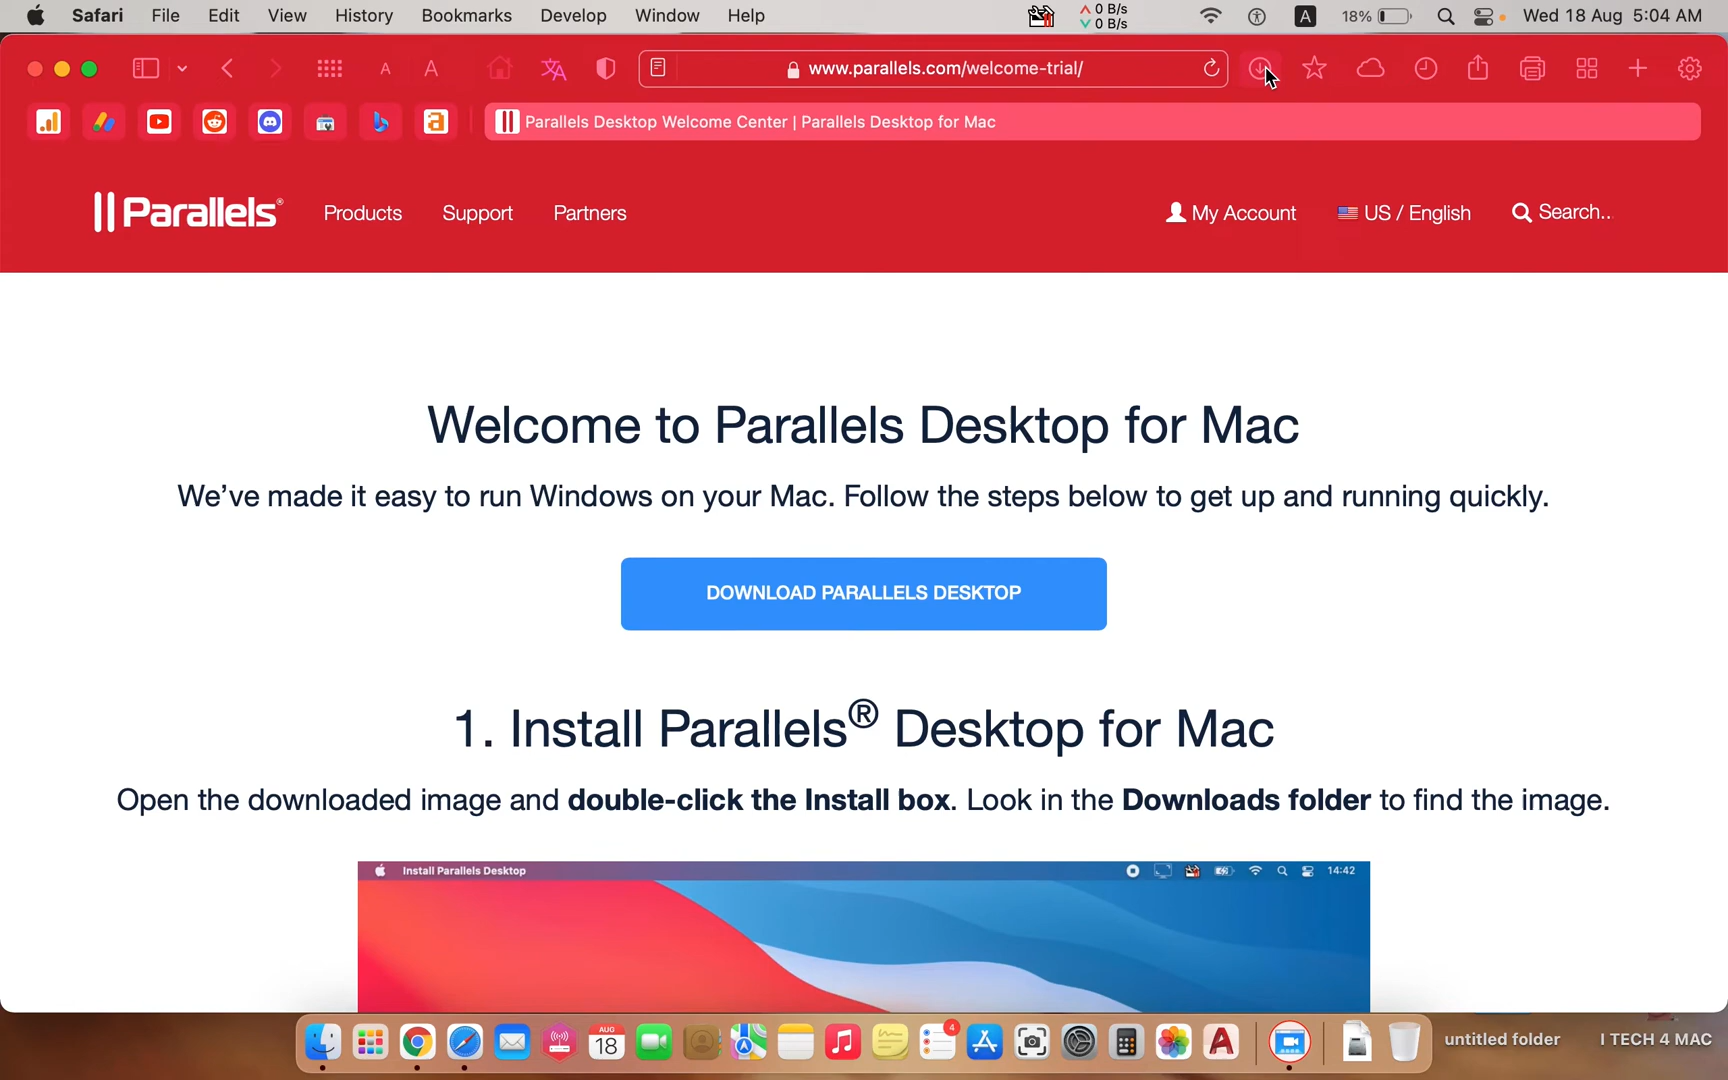 Safari File Edit View History Bookmarks Develop Window Help 0 B/s 0 B/s A 18% Wed 18 Aug 5:04 AM
A A www.parallels.com/welcome-trial/
Parallels Desktop Welcome Center | Parallels Desktop for Mac
Parallels® Products Support Partners My Account US / English Search...
Welcome to Parallels Desktop for Mac
We've made it easy to run Windows on your Mac. Follow the steps below to get up and running quickly.
DOWNLOAD PARALLELS DESKTOP
1. Install Parallels® Desktop for Mac
Open the downloaded image and double-click the Install box. Look in the Downloads folder to find the image.
Install Parallels Desktop 14:42
AUG
18
4
untitled folder I TECH 4 MAC